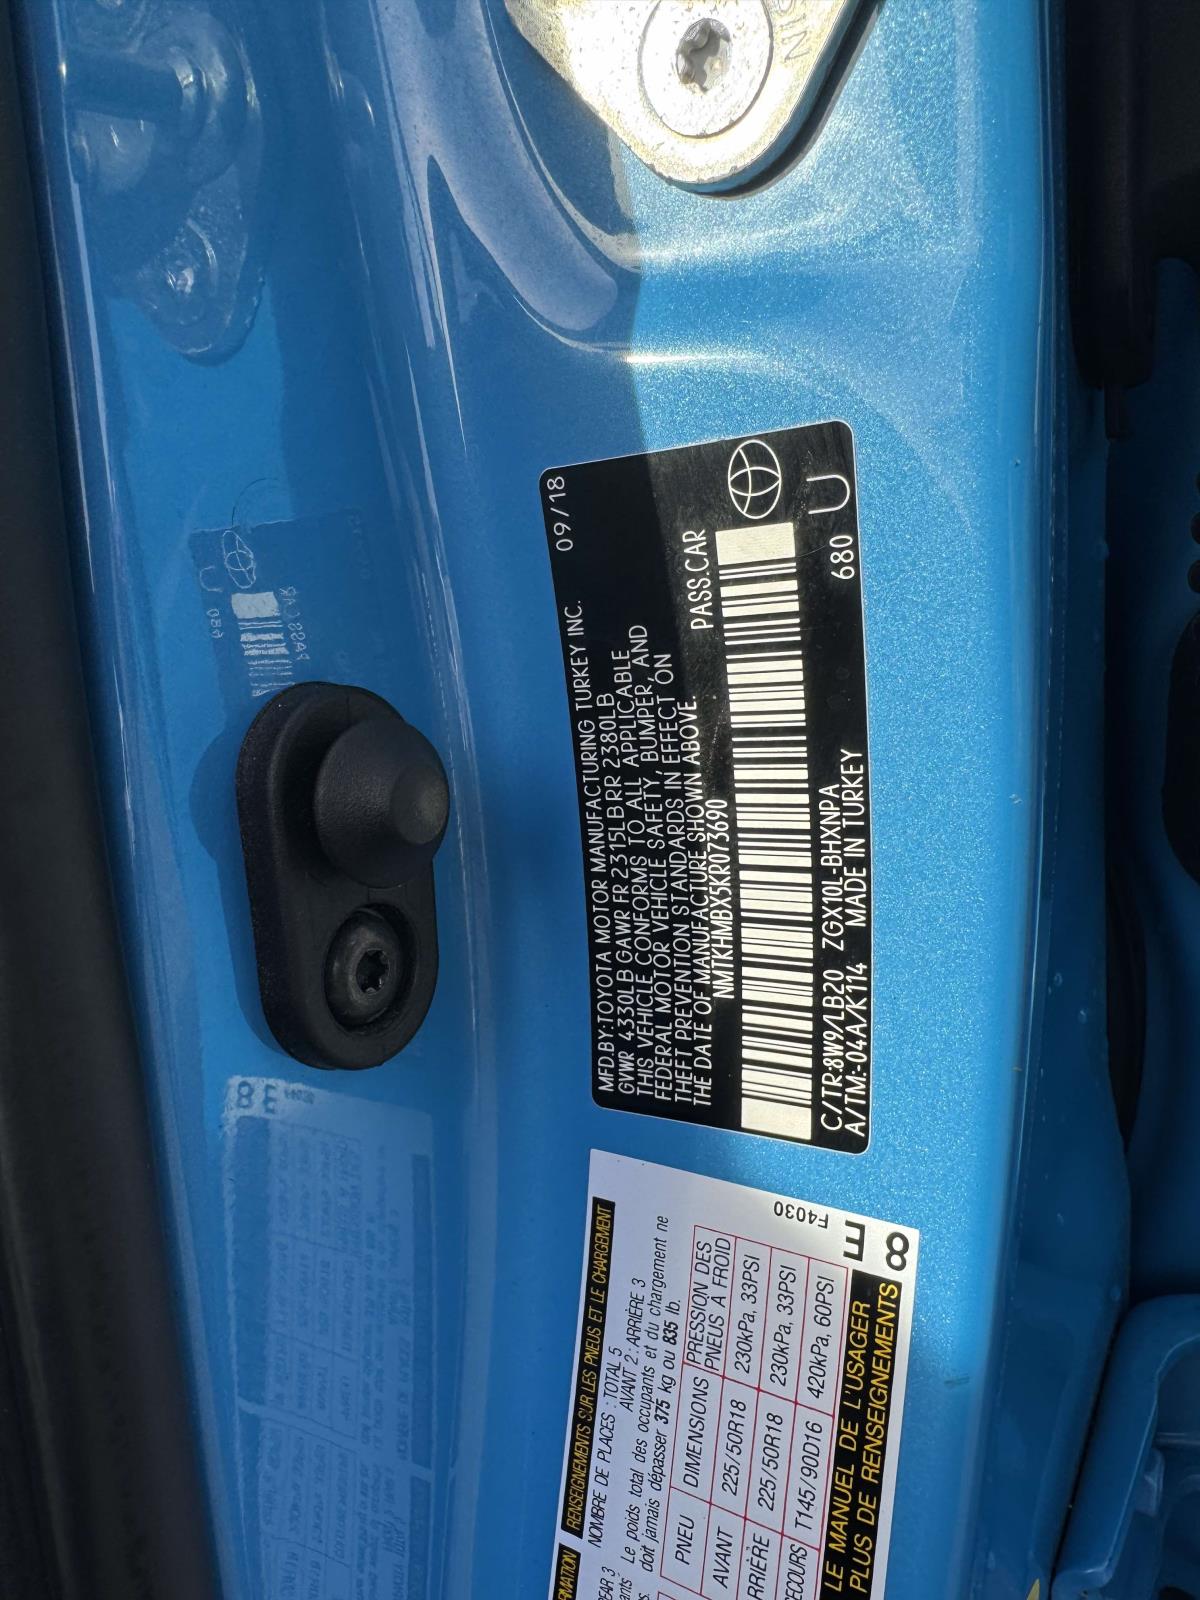 MFD.BY:TOYOTA MOTOR MANUFACTURING TURKEY INC. 09/18
GVWR 4330LB GAWR FR 2315LB RR 2380LB
THIS VEHICLE CONFORMS TO ALL APPLICABLE
FEDERAL MOTOR VEHICLE SAFETY, BUMPER, AND
THEFT PREVENTION STANDARDS IN EFFECT ON
THE DATE OF MANUFACTURE SHOWN ABOVE.
NMTKHMBX5KR073690 PASS.CAR
C/TR:8W9/LB20 ZGX10L-BHXNPA 680 U
A/TM:-04A/K114 MADE IN TURKEY
RENSEIGNEMENTS SUR LES PNEUS ET LE CHARGEMENT
NOMBRE DE PLACES : TOTAL 5
AVANT 2 : ARRIÈRE 3
Le poids total des occupants et du chargement ne
doit jamais dépasser 375 kg ou 835 lb.
PNEU DIMENSIONS PRESSION DES PNEUS À FROID
AVANT 225/50R18 230kPa, 33PSI
225/50R18 230kPa, 33PSI
T145/90D16 420kPa, 60PSI
LE MANUEL DE L'USAGER
PLUS DE RENSEIGNEMENTS
F4030
E
8